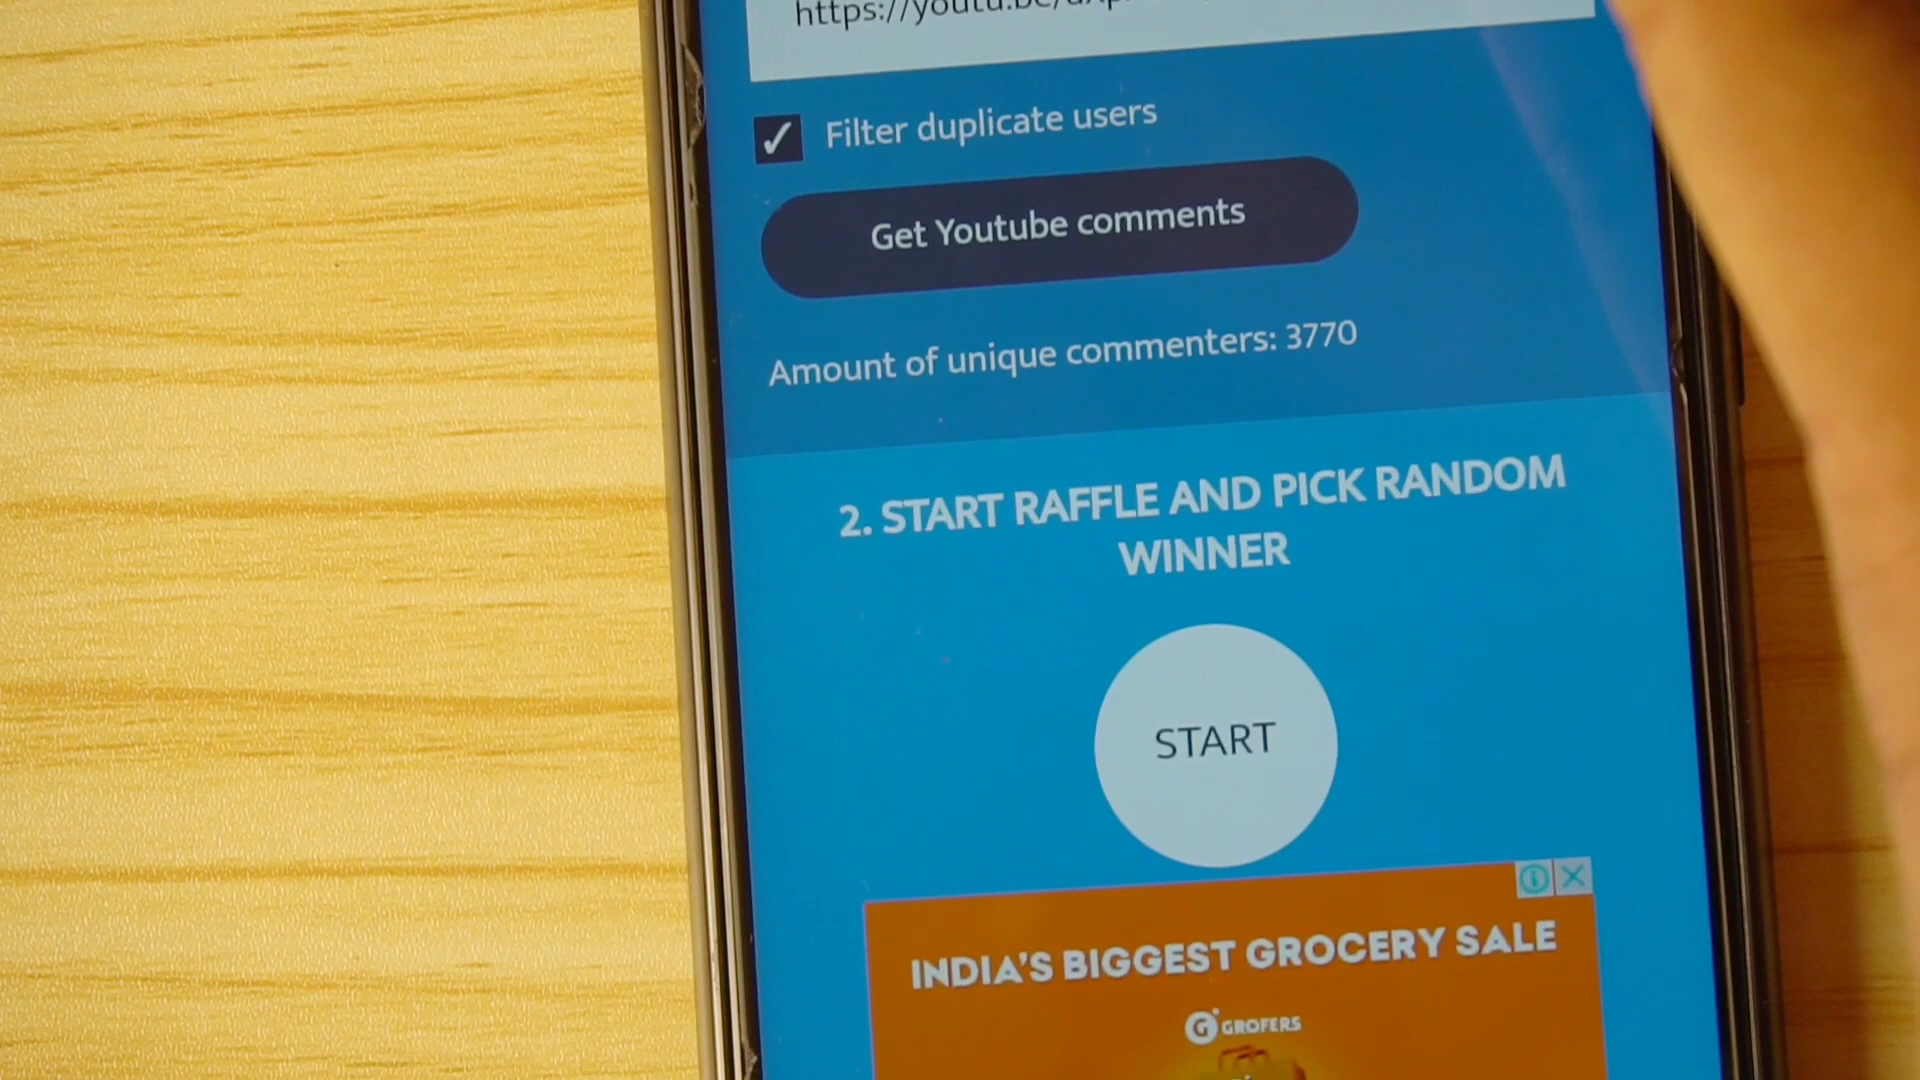 Filter duplicate users
Get Youtube comments
Amount of unique commenters: 3770
2. START RAFFLE AND PICK RANDOM
WINNER
START
INDIA'S BIGGEST GROCERY SALE
GROFERS